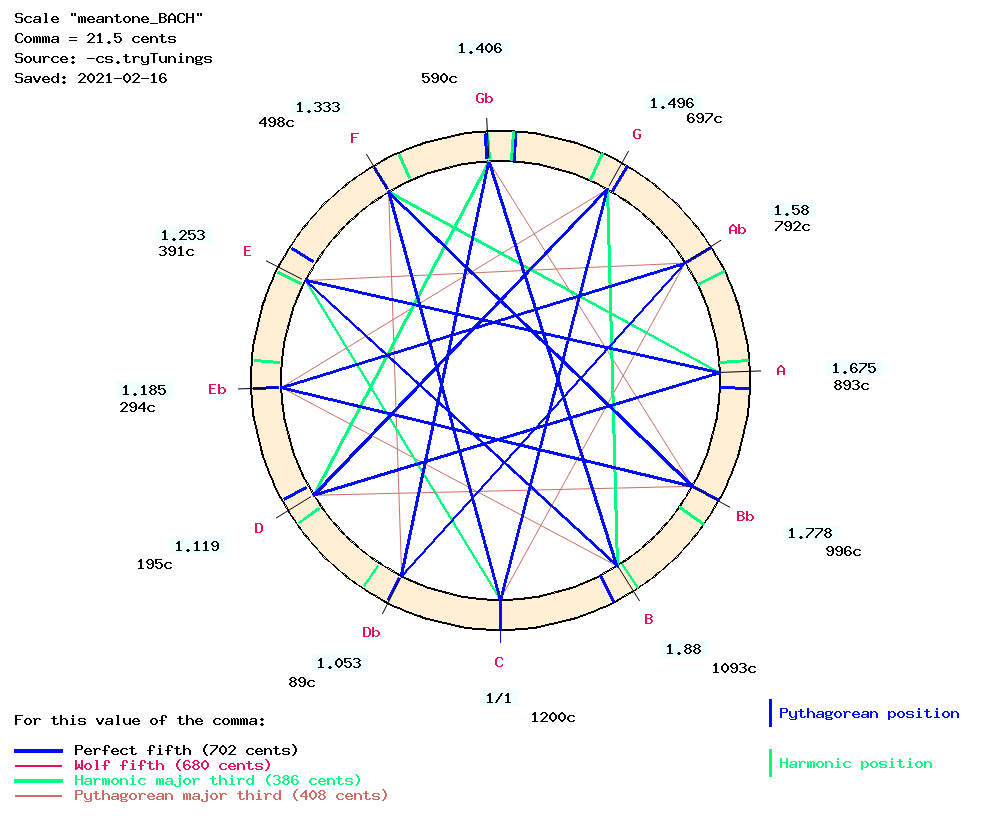 Scale "meantone_BACH"
Comma = 21.5 cents
Source: -cs.tryTunings
Saved: 2021-02-16
1.406
590c
Gb
1.496
697c
G
1.333
498c
F
1.58
792c
Ab
1.253
391c
E
1.675
893c
A
1.185
294c
Eb
1.778
996c
Bb
1.119
195c
D
1.88
1093c
B
1.053
89c
Db
C
1/1
1200c
For this value of the comma:
Perfect fifth (702 cents)
Wolf fifth (680 cents)
Harmonic major third (386 cents)
Pythagorean major third (408 cents)
Pythagorean position
Harmonic position